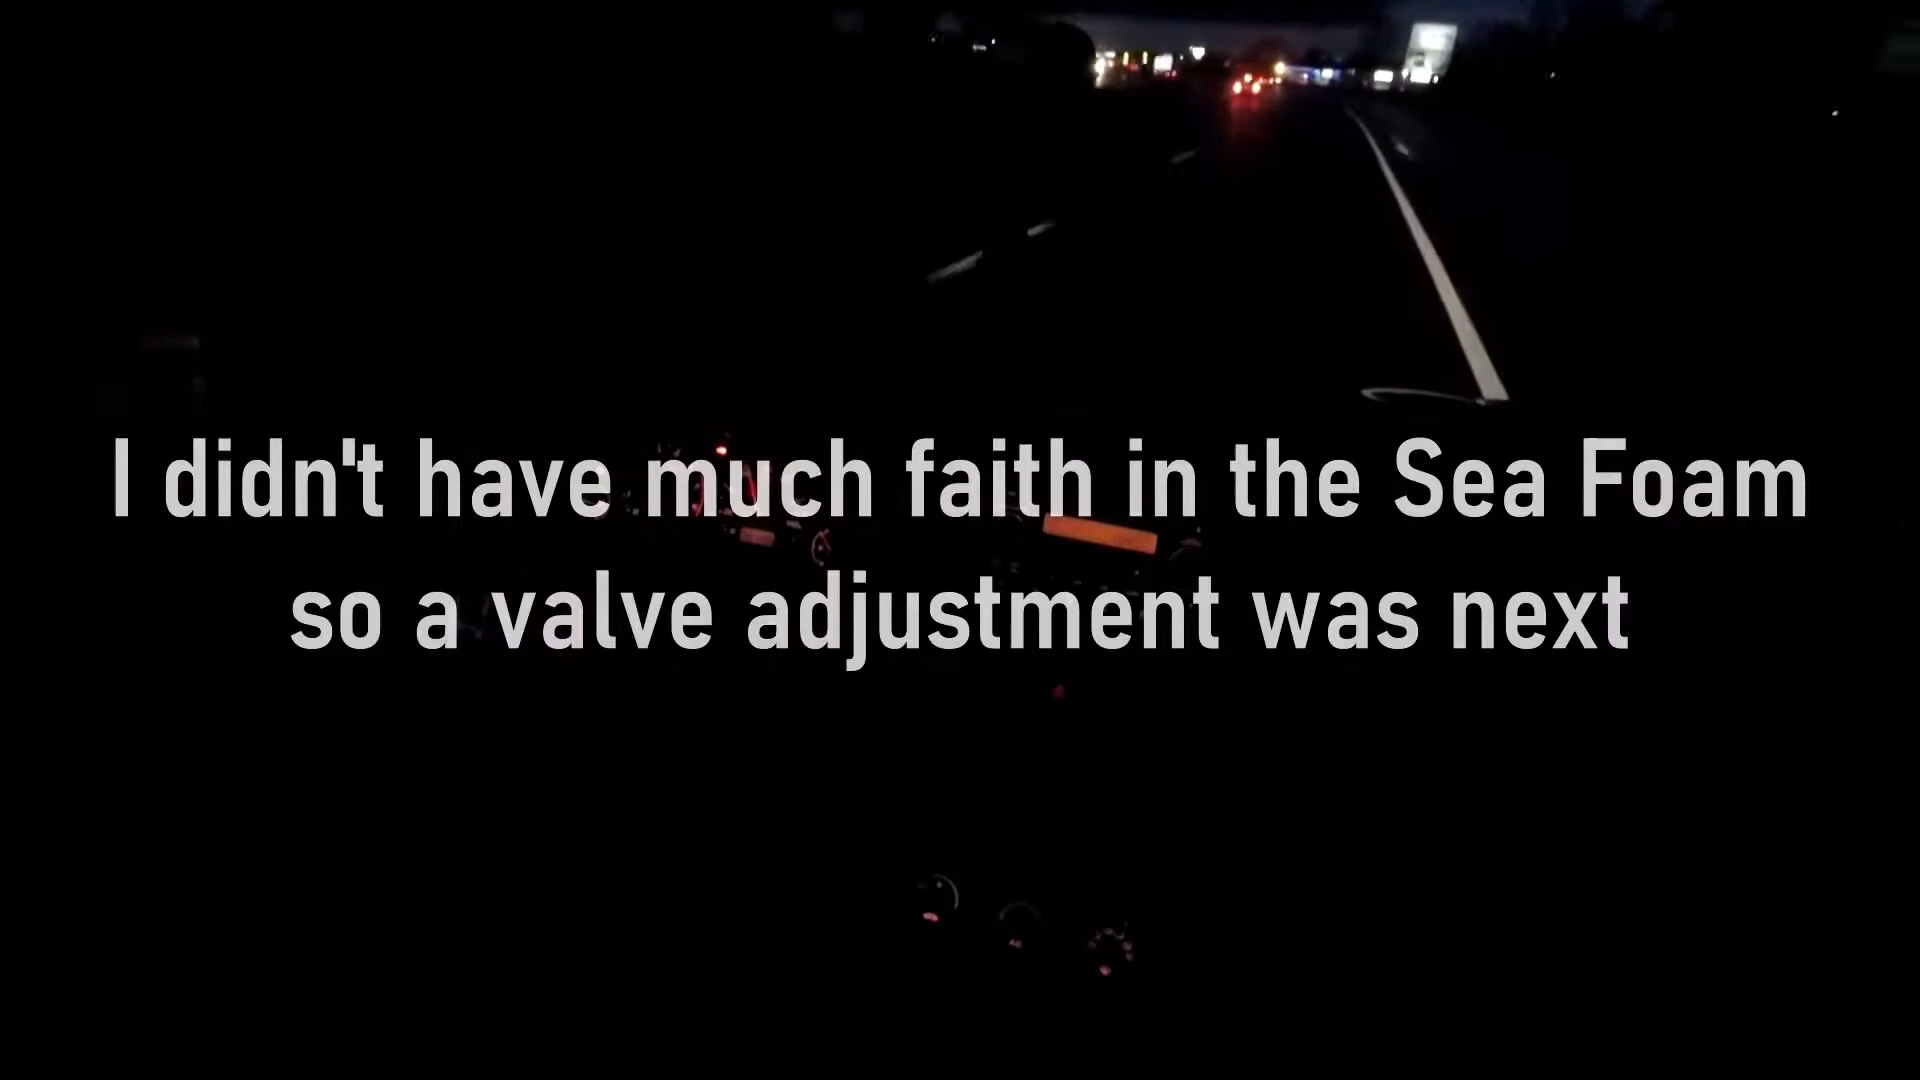 I didn't have much faith in the Sea Foam
so a valve adjustment was next